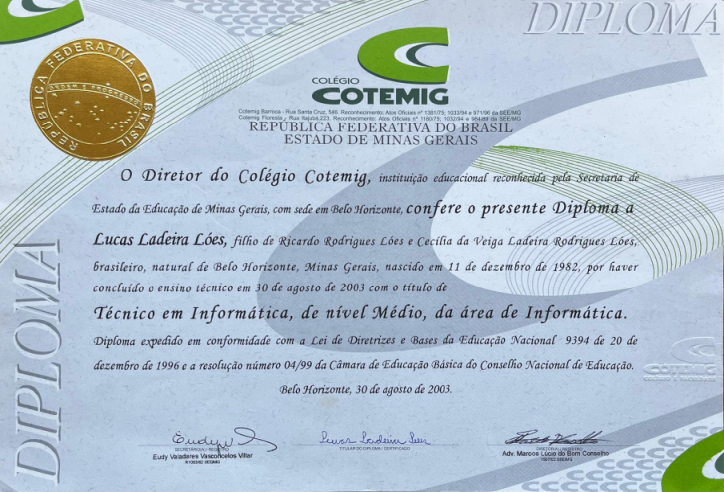 DIPLOMA
REPÚBLICA FEDERATIVA DO BRASIL
COLÉGIO
COTEMIG
Cotemig Barroca - Rua Santa Cruz, 546. Reconhecimento: Atos Oficiais nº 1381/75; 1033/94 e 971/96 da SEE/MG
Cotemig Floresta - Rua Itajubá,223, Reconhecimento: Atos Oficiais nº 1180/75; 1032/94 e 984/99 da SEE/MG
REPÚBLICA FEDERATIVA DO BRASIL
ESTADO DE MINAS GERAIS
O Diretor do Colégio Cotemig, instituição educacional reconhecida pela Secretaria de
Estado da Educação de Minas Gerais, com sede em Belo Horizonte, confere o presente Diploma a
Lucas Ladeira Lóes, filho de Ricardo Rodrigues Lóes e Cecília da Veiga Ladeira Rodrigues Lóes,
brasileiro, natural de Belo Horizonte, Minas Gerais, nascido em 11 de dezembro de 1982, por haver
concluído o ensino técnico em 30 de agosto de 2003 com o título de
Técnico em Informática, de nível Médio, da área de Informática.
Diploma expedido em conformidade com a Lei de Diretrizes e Bases da Educação Nacional 9394 de 20 de
dezembro de 1996 e a resolução número 04/99 da Câmara de Educação Básica do Conselho Nacional de Educação.
Belo Horizonte, 30 de agosto de 2003.
DIPLOMA
COTEMIG
Eudy Valadares Vasconcelos Villar
TITULAR DO DIPLOMA / CERTIFICADO
Adv. Marcos Lúcio do Bom Conselho